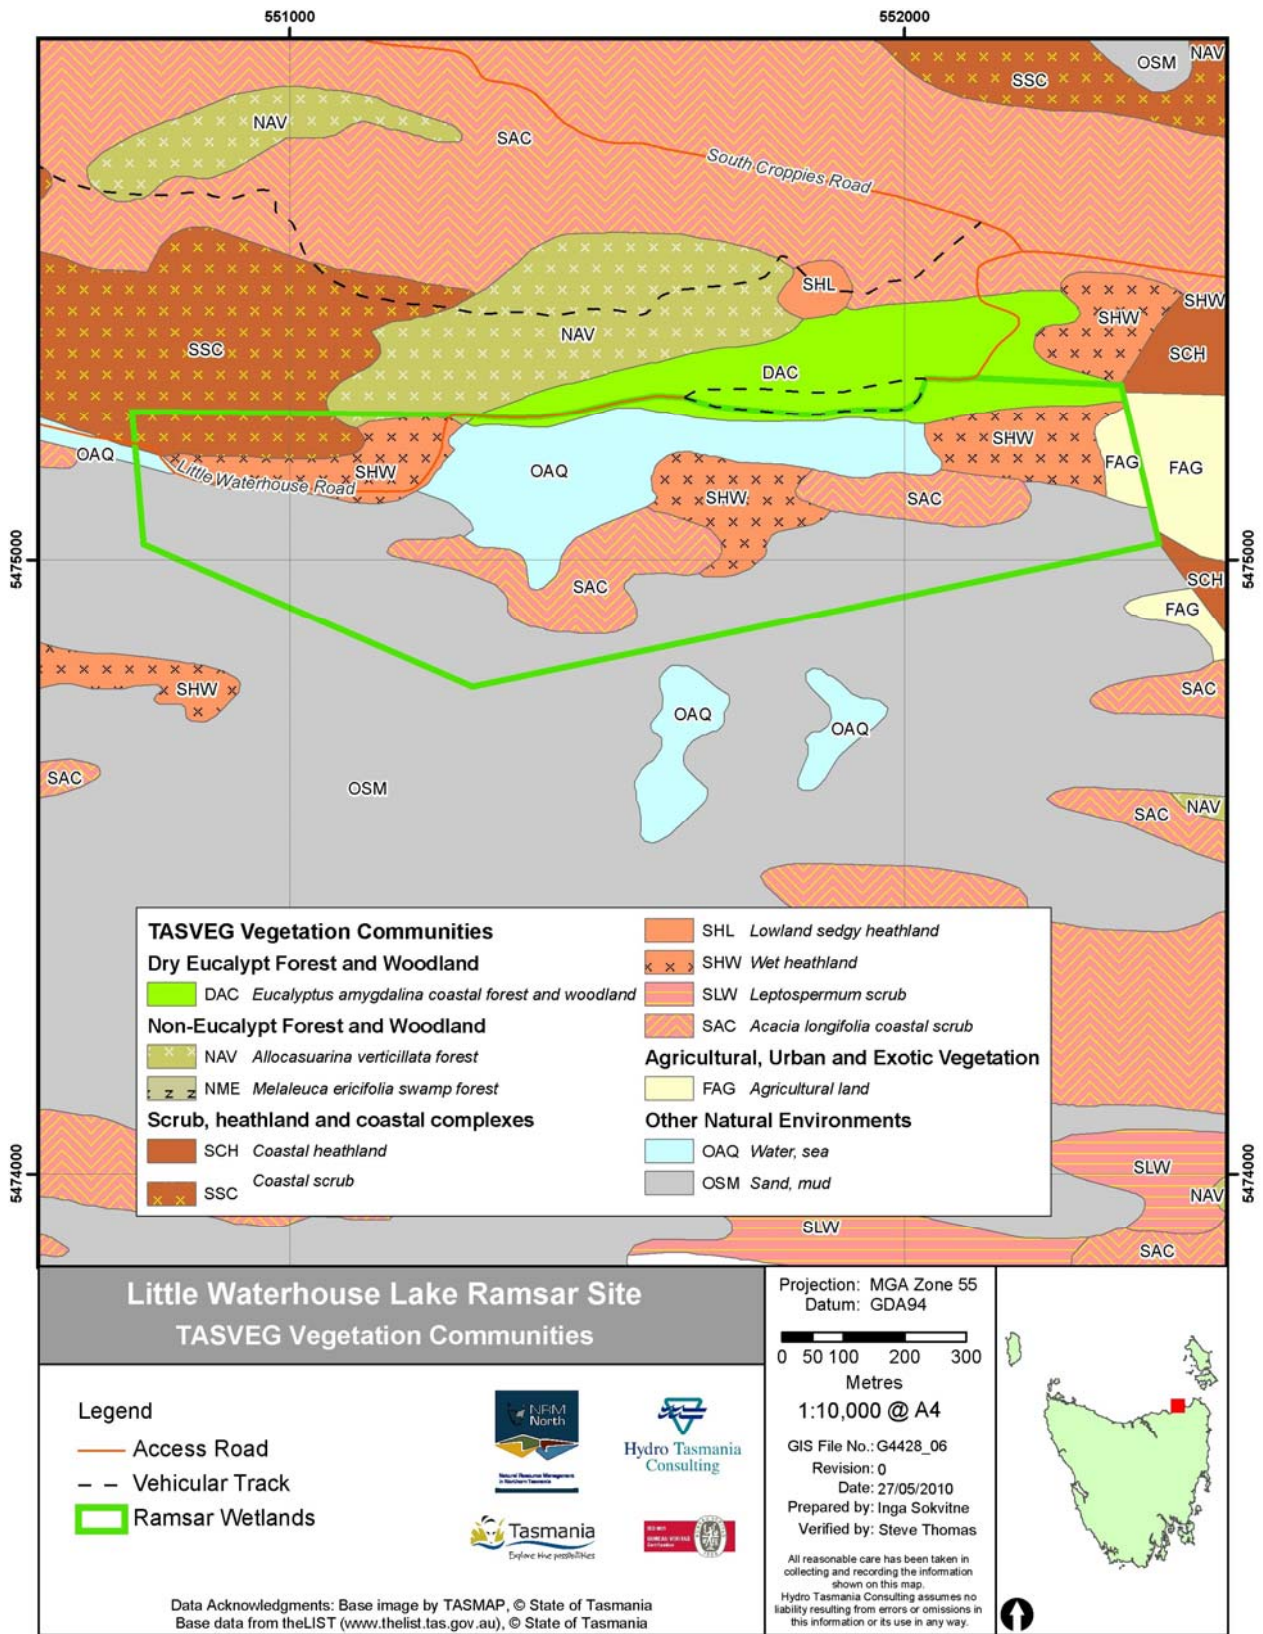 551000
552000
OSM
NAV
SSC
NAV
SAC
South Croppies Road
SHL
SHW
SHW
NAV
SCH
SSC
DAC
OAQ
SHW
SHW
FAG
FAG
OAQ
Little Waterhouse Road
SHW
SAC
5475000
5475000
SCH
SAC
FAG
SHW
SAC
OAQ
OAQ
SAC
OSM
SAC
NAV
TASVEG Vegetation Communities
Dry Eucalypt Forest and Woodland
DAC Eucalyptus amygdalina coastal forest and woodland
Non-Eucalypt Forest and Woodland
NAV Allocasuarina verticillata forest
NME Melaleuca ericifolia swamp forest
Scrub, heathland and coastal complexes
SCH Coastal heathland
SSC Coastal scrub
SHL Lowland sedgy heathland
SHW Wet heathland
SLW Leptospermum scrub
SAC Acacia longifolia coastal scrub
Agricultural, Urban and Exotic Vegetation
FAG Agricultural land
Other Natural Environments
OAQ Water, sea
OSM Sand, mud
5474000
5474000
SLW
NAV
SLW
SAC
Little Waterhouse Lake Ramsar Site
TASVEG Vegetation Communities
Legend
Access Road
Vehicular Track
Ramsar Wetlands
NRM
North
Natural Resource Management
in Northern Tasmania
Hydro Tasmania
Consulting
Tasmania
Explore the possibilities
Data Acknowledgments: Base image by TASMAP, © State of Tasmania
Base data from theLIST (www.thelist.tas.gov.au), © State of Tasmania
Projection: MGA Zone 55
Datum: GDA94
0 50 100 200 300
Metres
1:10,000 @ A4
GIS File No.: G4428_06
Revision: 0
Date: 27/05/2010
Prepared by: Inga Sokvitne
Verified by: Steve Thomas
All reasonable care has been taken in
collecting and recording the information
shown on this map.
Hydro Tasmania Consulting assumes no
liability resulting from errors or omissions in
this information or its use in any way.